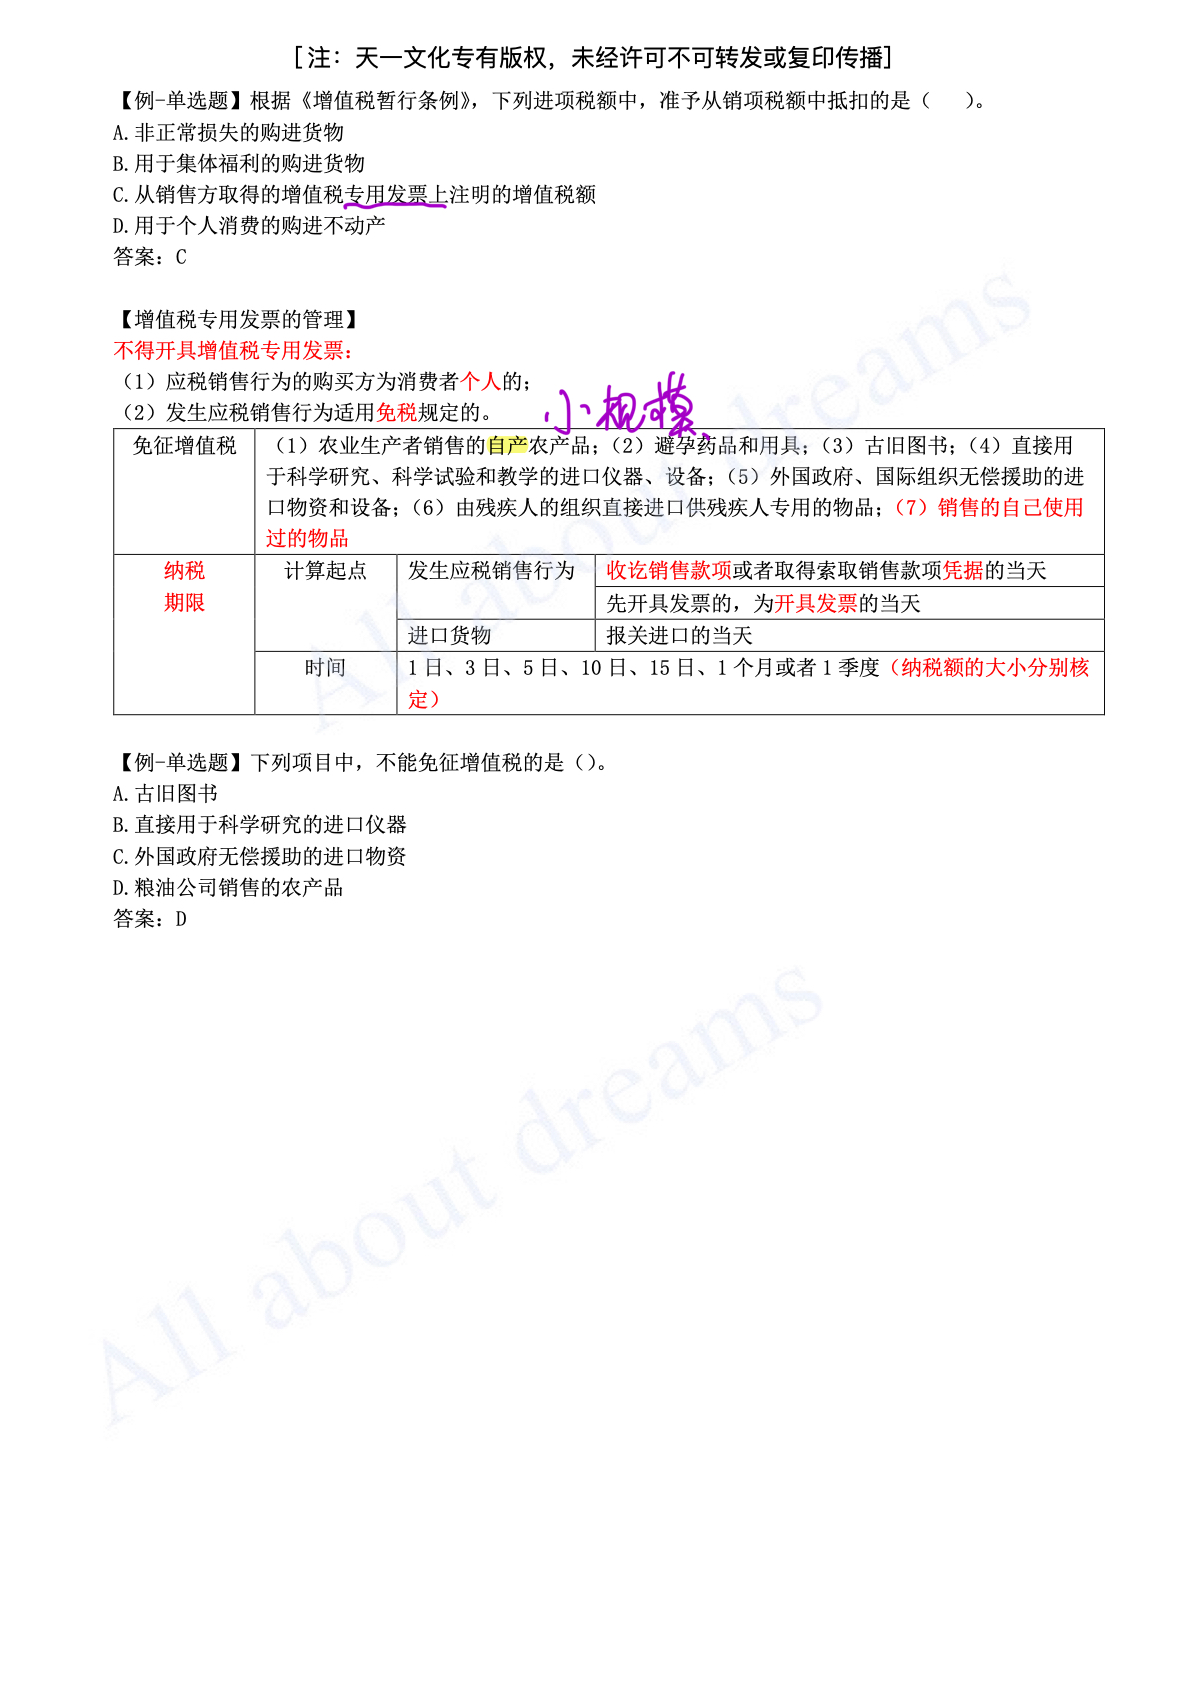 [注：天一文化专有版权，未经许可不可转发或复印传播]
【例-单选题】根据《增值税暂行条例》，下列进项税额中，准予从销项税额中抵扣的是（　　）。
A.非正常损失的购进货物
B.用于集体福利的购进货物
C.从销售方取得的增值税专用发票上注明的增值税额
D.用于个人消费的购进不动产
答案：C
【增值税专用发票的管理】
不得开具增值税专用发票：
（1）应税销售行为的购买方为消费者个人的；
（2）发生应税销售行为适用免税规定的。
小规模、
免征增值税
（1）农业生产者销售的自产农产品；（2）避孕药品和用具；（3）古旧图书；（4）直接用
于科学研究、科学试验和教学的进口仪器、设备；（5）外国政府、国际组织无偿援助的进
口物资和设备；（6）由残疾人的组织直接进口供残疾人专用的物品；（7）销售的自己使用
过的物品
纳税
期限
计算起点
发生应税销售行为
收讫销售款项或者取得索取销售款项凭据的当天
先开具发票的，为开具发票的当天
进口货物
报关进口的当天
时间
1日、3日、5日、10日、15日、1个月或者1季度（纳税额的大小分别核
定）
【例-单选题】下列项目中，不能免征增值税的是（）。
A.古旧图书
B.直接用于科学研究的进口仪器
C.外国政府无偿援助的进口物资
D.粮油公司销售的农产品
答案：D
All about dreams
All about dreams